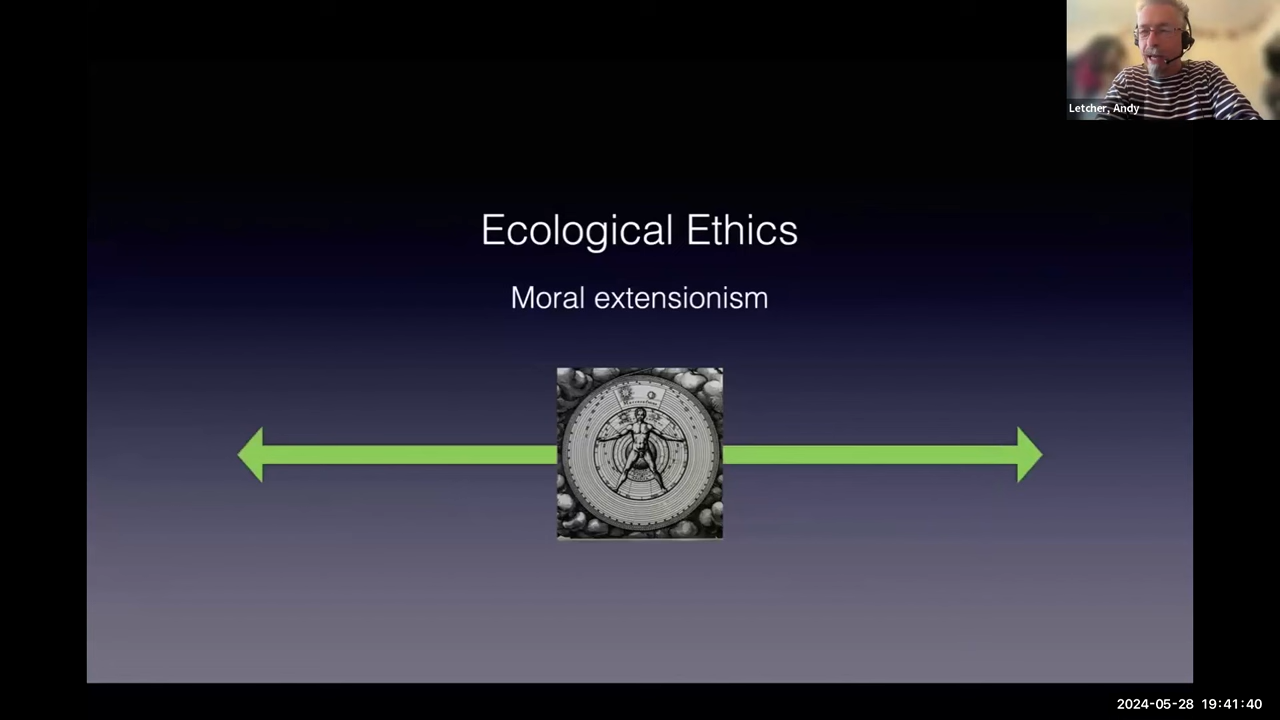 Letcher, Andy
Ecological Ethics
Moral extensionism
2024-05-28 19:41:40